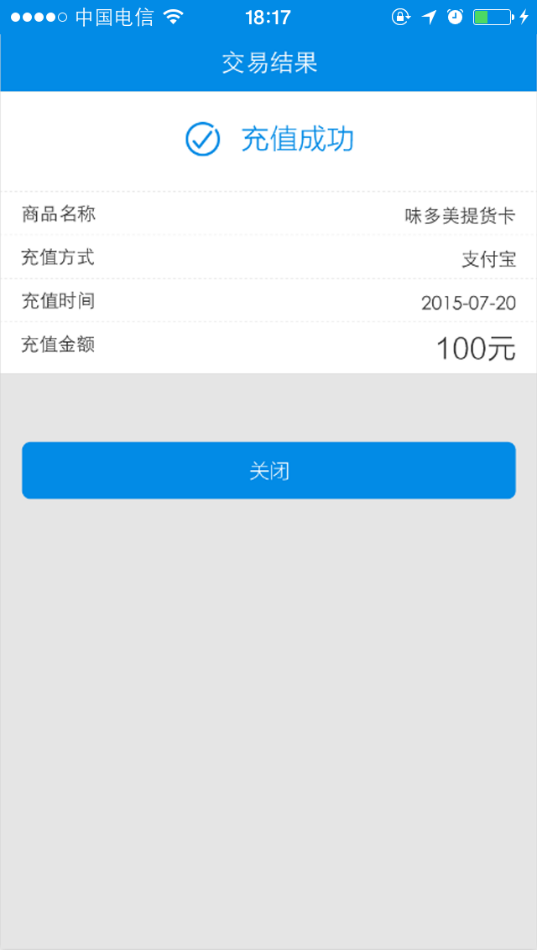 中国电信 18:17
交易结果
充值成功
商品名称 味多美提货卡
充值方式 支付宝
充值时间 2015-07-20
充值金额 100元
关闭